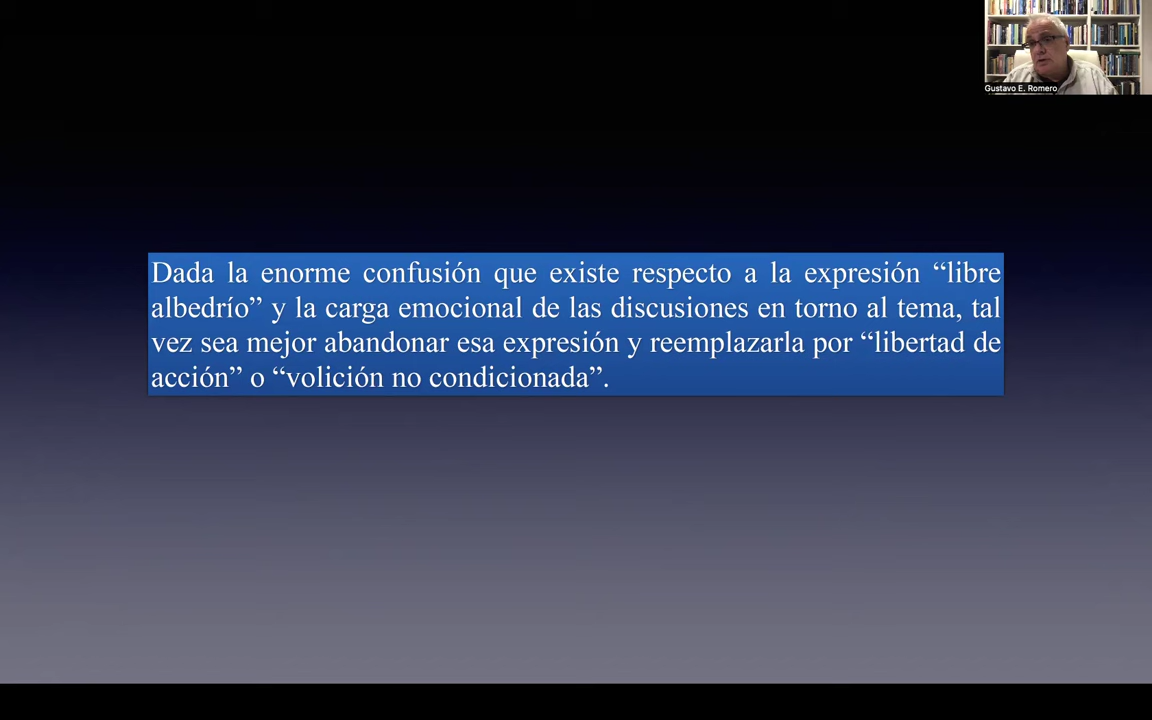 Gustavo E. Romero
Dada la enorme confusión que existe respecto a la expresión “libre
albedrío” y la carga emocional de las discusiones en torno al tema, tal
vez sea mejor abandonar esa expresión y reemplazarla por “libertad de
acción” o “volición no condicionada”.